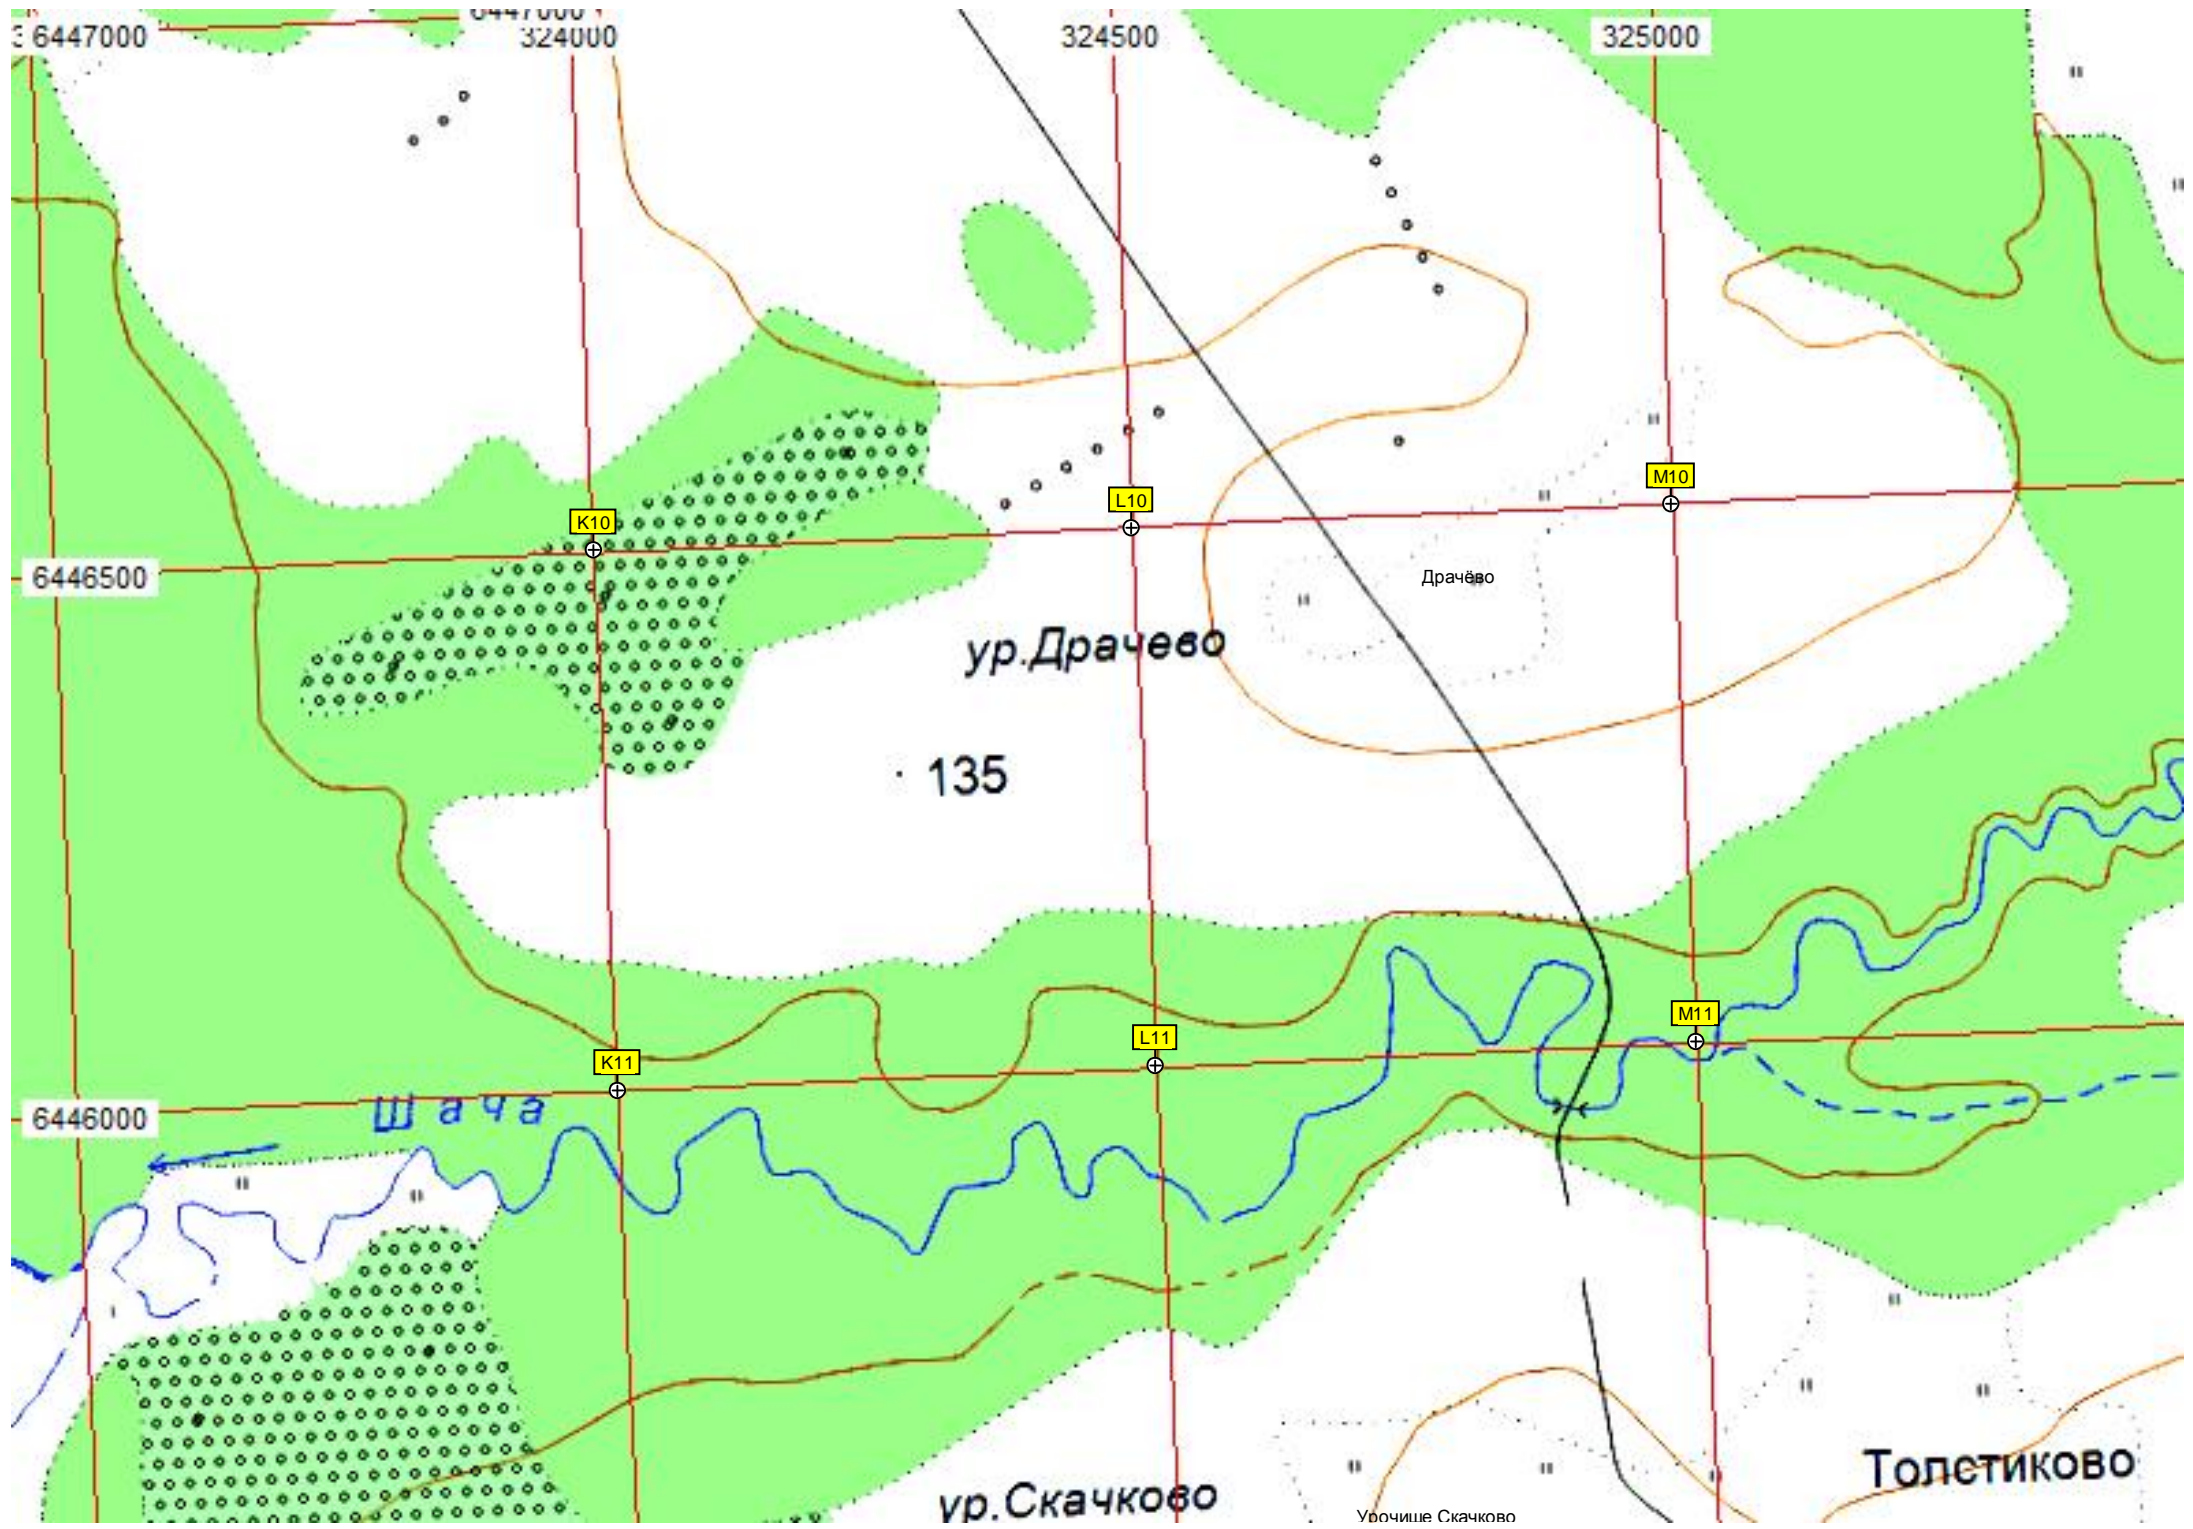 6447000
324000
324500
325000
M10
L10
K10
6446500
Драчёво
ур.Драчево
135
M11
L11
K11
Шача
6446000
Толстиково
ур.Скачково
Урочище Скачково